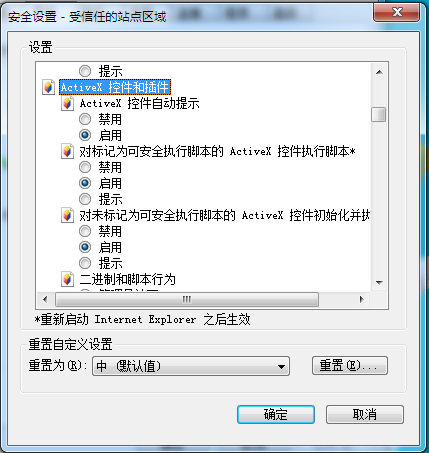 安全设置 - 受信任的站点区域
设置
提示
ActiveX 控件和插件
ActiveX 控件自动提示
禁用
启用
对标记为可安全执行脚本的 ActiveX 控件执行脚本*
禁用
启用
提示
对未标记为可安全执行脚本的 ActiveX 控件初始化并执
禁用
启用
提示
二进制和脚本行为
*重新启动 Internet Explorer 之后生效
重置自定义设置
重置为(R): 中 (默认值) 重置(E)...
确定 取消